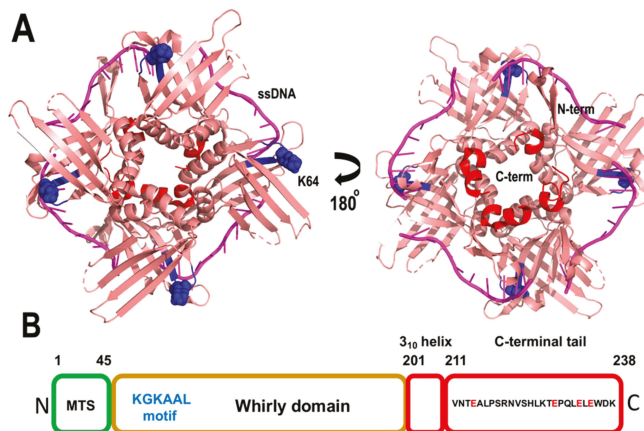 A
ssDNA
K64
180°
N-term
C-term
B
3₁₀ helix C-terminal tail
1 45 201 211 238
N MTS KGKAAL motif Whirly domain VNTEALPSRNVSHLKTEPQLELEWDK C